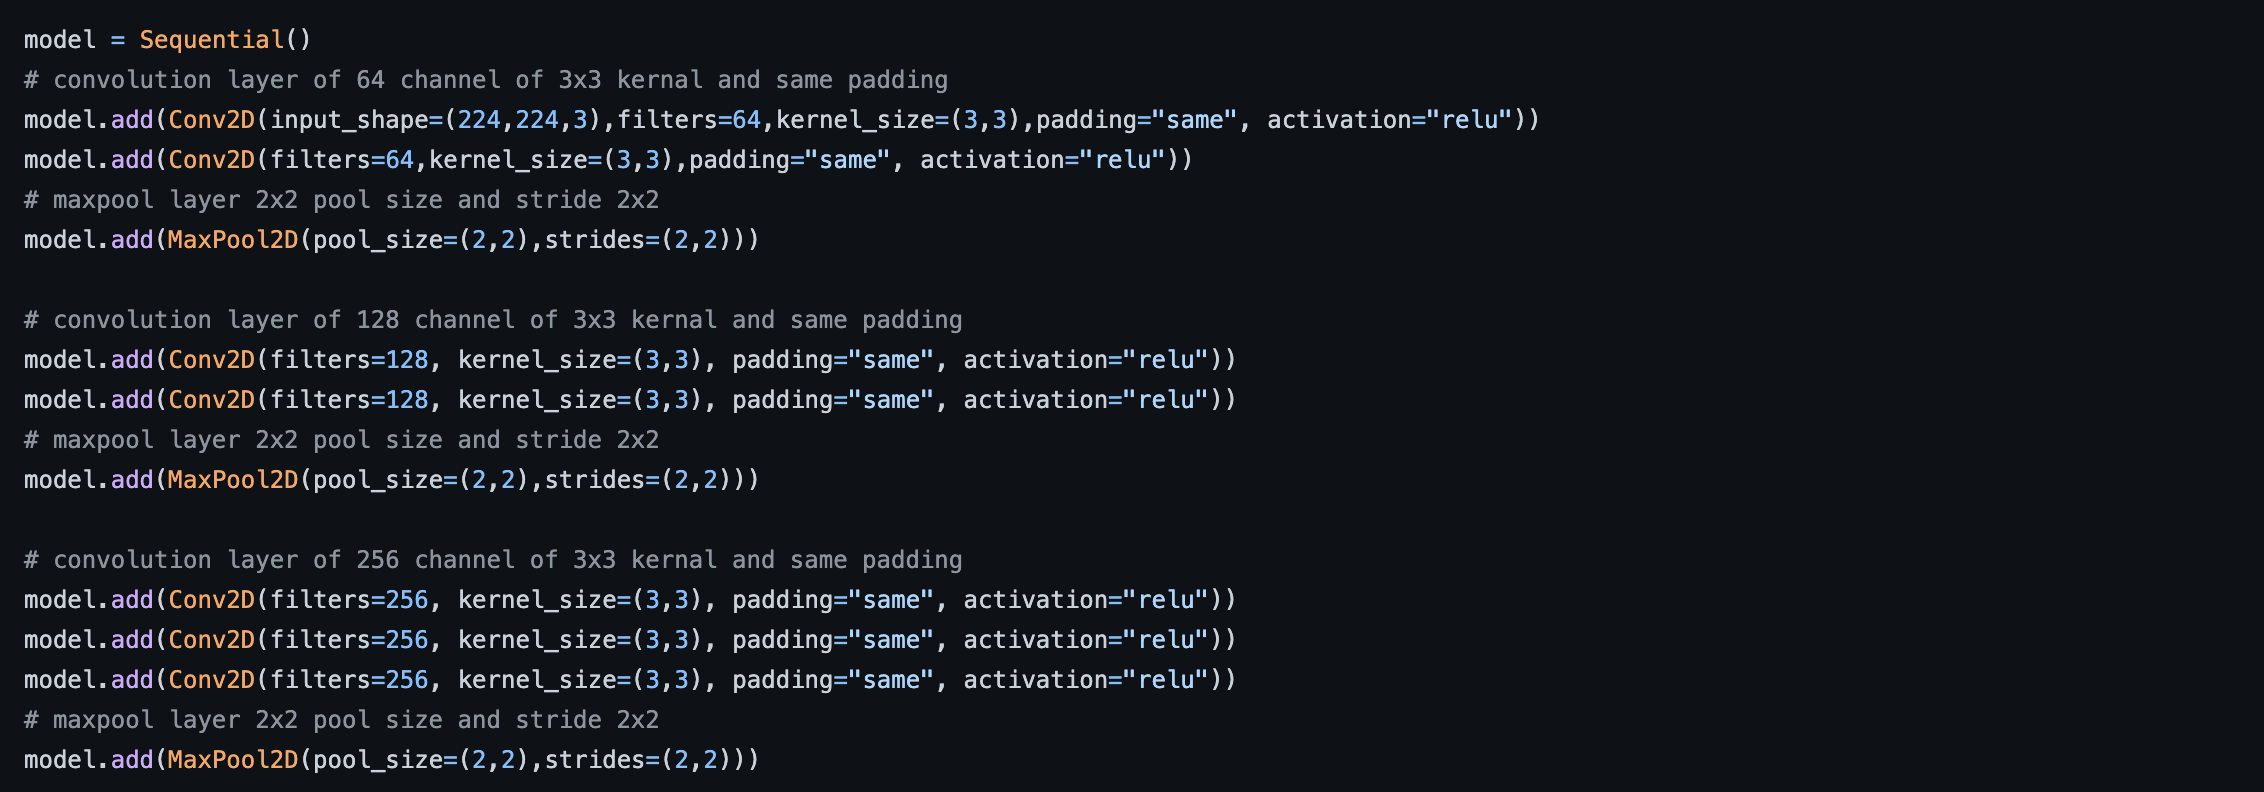 model = Sequential()
# convolution layer of 64 channel of 3x3 kernal and same padding
model.add(Conv2D(input_shape=(224,224,3),filters=64,kernel_size=(3,3),padding="same", activation="relu"))
model.add(Conv2D(filters=64,kernel_size=(3,3),padding="same", activation="relu"))
# maxpool layer 2x2 pool size and stride 2x2
model.add(MaxPool2D(pool_size=(2,2),strides=(2,2)))

# convolution layer of 128 channel of 3x3 kernal and same padding
model.add(Conv2D(filters=128, kernel_size=(3,3), padding="same", activation="relu"))
model.add(Conv2D(filters=128, kernel_size=(3,3), padding="same", activation="relu"))
# maxpool layer 2x2 pool size and stride 2x2
model.add(MaxPool2D(pool_size=(2,2),strides=(2,2)))

# convolution layer of 256 channel of 3x3 kernal and same padding
model.add(Conv2D(filters=256, kernel_size=(3,3), padding="same", activation="relu"))
model.add(Conv2D(filters=256, kernel_size=(3,3), padding="same", activation="relu"))
model.add(Conv2D(filters=256, kernel_size=(3,3), padding="same", activation="relu"))
# maxpool layer 2x2 pool size and stride 2x2
model.add(MaxPool2D(pool_size=(2,2),strides=(2,2)))